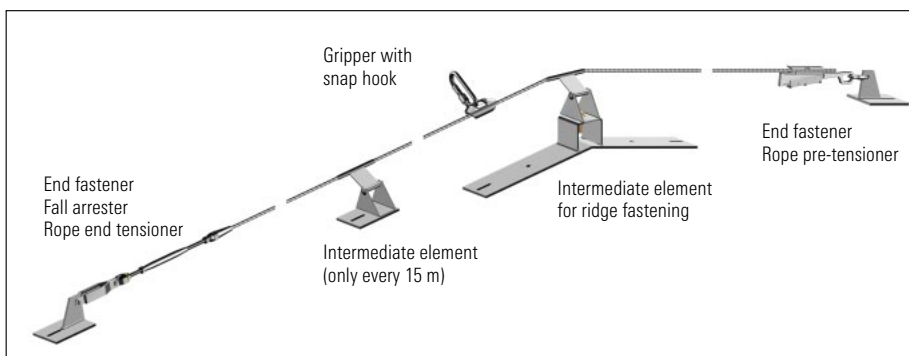 Gripper with
snap hook
End fastener
Rope pre-tensioner
End fastener
Fall arrester
Rope end tensioner
Intermediate element
for ridge fastening
Intermediate element
(only every 15 m)